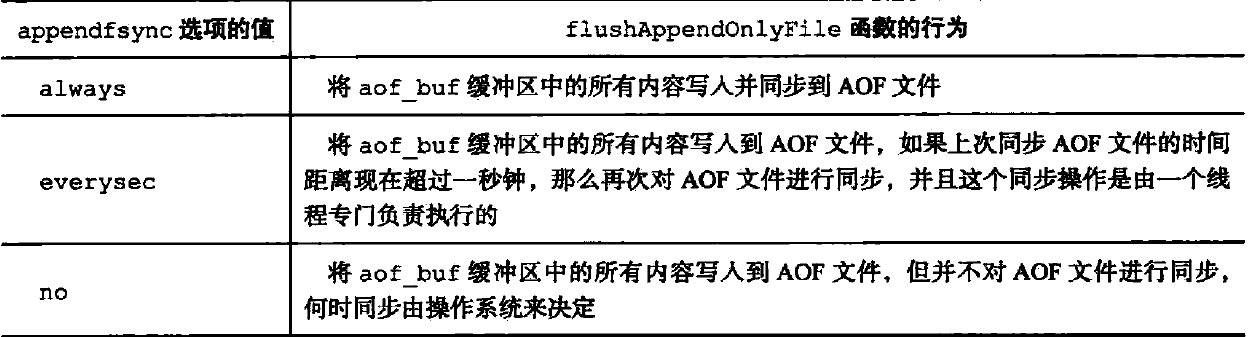 appendfsync 选项的值 flushAppendOnlyFile 函数的行为
always 将 aof_buf 缓冲区中的所有内容写入并同步到 AOF 文件
将 aof_buf 缓冲区中的所有内容写入到 AOF 文件，如果上次同步 AOF 文件的时间
everysec 距离现在超过一秒钟，那么再次对 AOF 文件进行同步，并且这个同步操作是由一个线
程专门负责执行的
将 aof_buf 缓冲区中的所有内容写入到 AOF 文件，但并不对 AOF 文件进行同步，
no 何时同步由操作系统来决定